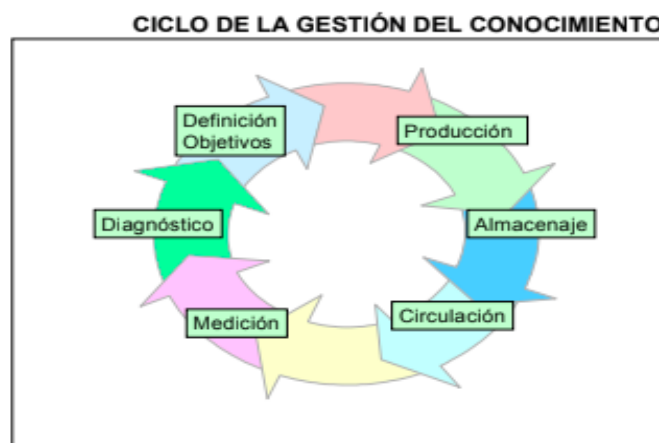 CICLO DE LA GESTIÓN DEL CONOCIMIENTO
Definición
Objetivos
Producción
Diagnóstico
Almacenaje
Medición
Circulación